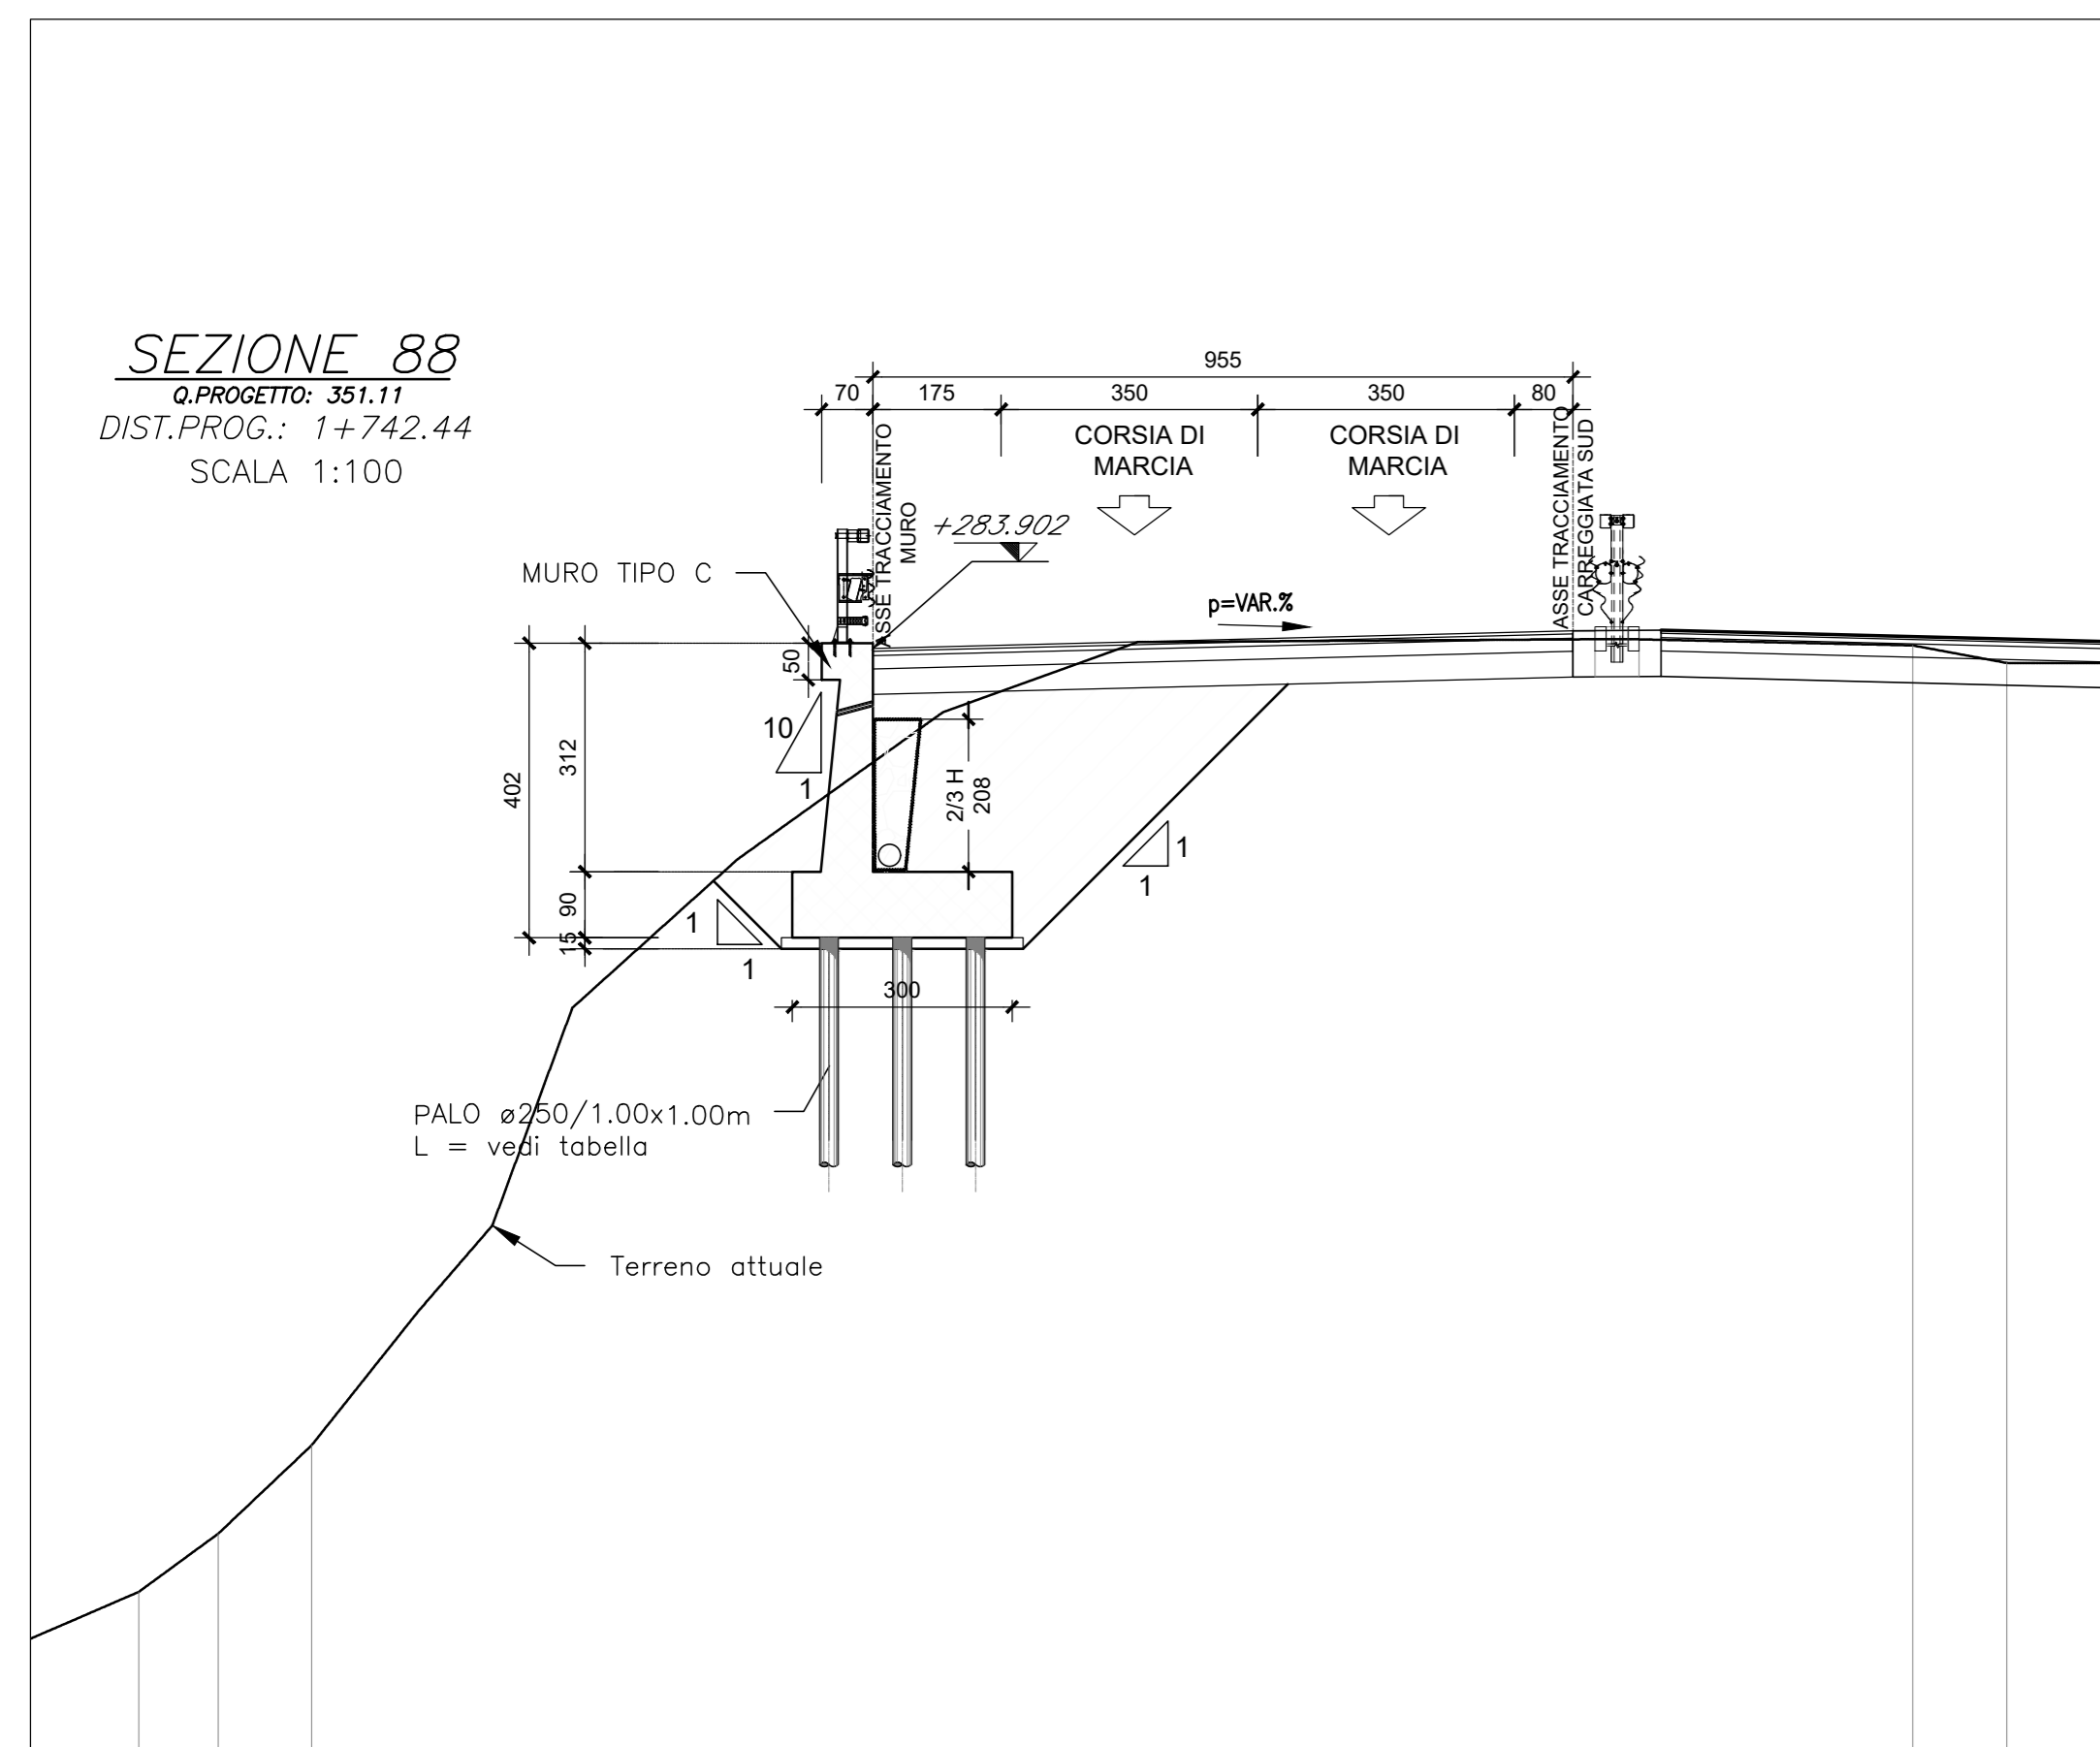 SEZIONE 88
Q.PROGETTO: 351.11
DIST.PROG.: 1+742.44
SCALA 1:100
955
70
175
350
350
80
CORSIA DI
MARCIA
CORSIA DI
MARCIA
ASSE TRACCIAMENTO
MURO
ASSE TRACCIAMENTO
CARREGGIATA SUD
+283.902
MURO TIPO C
p=VAR.%
50
10
1
312
402
2/3 H
208
1
1
90
15
1
1
300
PALO ø250/1.00x1.00m
L = vedi tabella
Terreno attuale